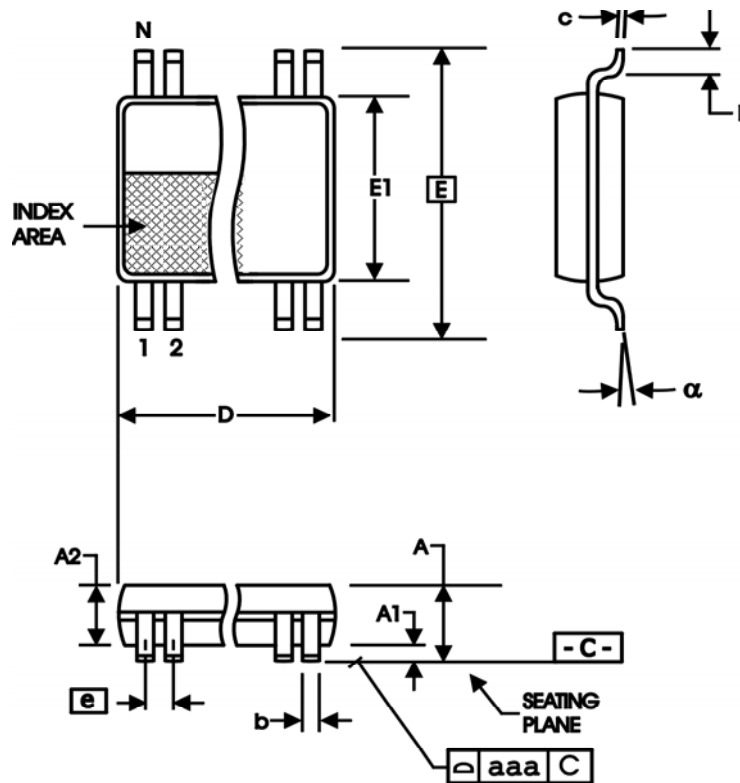 N
c
E1
E
INDEX
AREA
1 2
α
D
A2
A
A1
-C-
e
b
SEATING
PLANE
aaa C